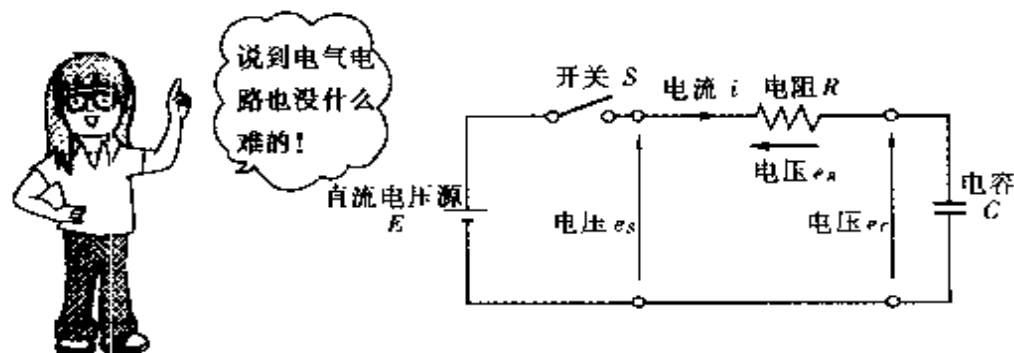 说到电气电
路也没什么
难的！
开关 S
电流 i
电阻 R
电压 eR
直流电压源
E
电压 es
电压 ec
电容
C